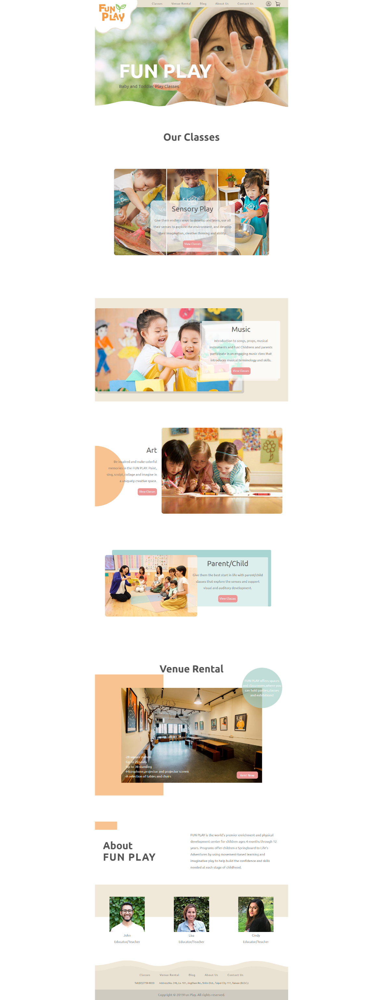 FUN
PLAY
Classes Venue Rental Blog About Us Contact Us
FUN PLAY
Baby and Toddler Play Classes
Our Classes
kitchen
club
Sensory Play
Give them endless ways to develop and learn, use all
their senses to explore the environment, and develop
their imagination, creative thinking and ability.
View Classes
Music
Introduction to songs, props, musical
instruments and fun! Childrens and parents
participate in an engaging music class that
introduces musical terminology and skills.
View Classes
Art
Be inspired and make colorful
memories in the FUN PLAY. Paint,
sing, sculpt, collage and imagine in
a uniquely creative space.
View Classes
Parent/Child
Give them the best start in life with parent/child
classes that explore the senses and support
visual and auditory development.
View Classes
Venue Rental
FUN PLAY offers spaces
and classrooms,where you
can hold parties,classes
and exhibitions!
-28 square meters
-Up to 20 seats
-Up to 38 standing
-Microphone,projector and projector screen
-A selection of tables and chairs
Rent Now
About
FUN PLAY
FUN PLAY is the world's premier enrichment and physical
development center for children ages 4 months through 12
years. Programs offer children a Springboard to Life's
Adventures by using movement-based learning and
imaginative play to help build the confidence and skills
needed at each stage of childhood.
John
Educator/Teacher
Lisa
Educator/Teacher
Cindy
Educator/Teacher
Classes Venue Rental Blog About Us Contact Us
Tell:(02)2759-9830 Address:No. 246, Ln. 101, JingShan Rd., Shilin Dist., Taipei City 111, Taiwan (R.O.C.)
Copyright © 2019Fun Play. All rights reserved.